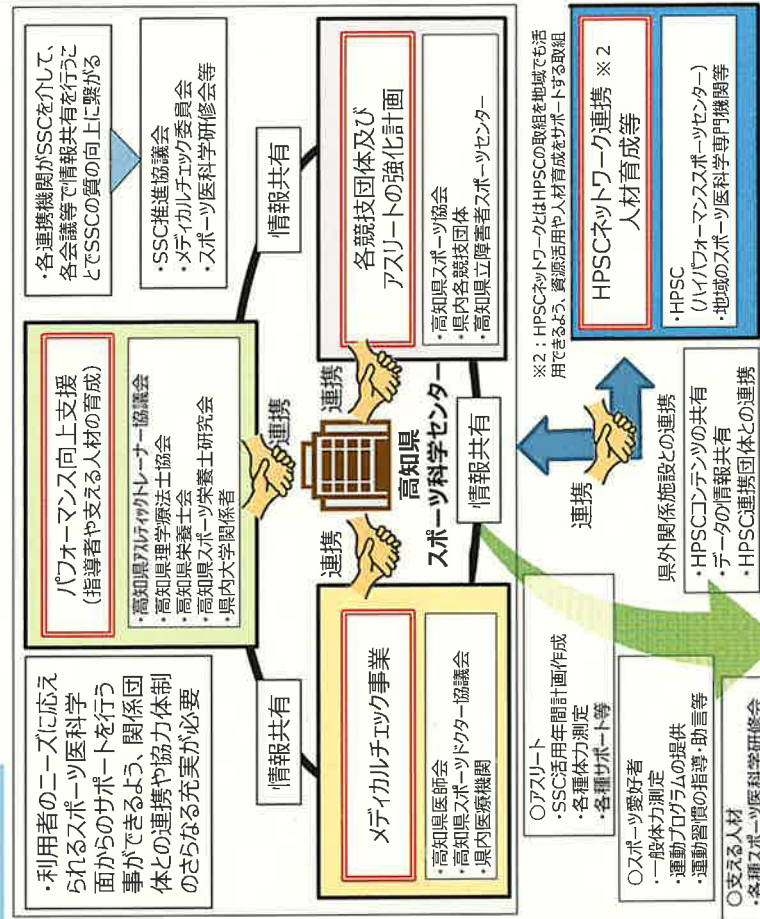 ・利用者のニーズに応え
られるスポーツ医科学
面からのサポートを行う
事ができるよう、関係団
体との連携や協力体制
のさらなる充実が必要
パフォーマンス向上支援
(指導者や支える人材の育成)
・高知県アスレティックトレーナー協議会
・高知県理学療法士協会
・高知県栄養士会
・高知県スポーツ栄養士研究会
・県内大学関係者
・各連携機関がSSCを介して、
各会議等で情報共有を行うこ
とでSSCの質の向上に繋がる
・SSC推進協議会
・メディカルチェック委員会
・スポーツ医科学研修会等
情報共有
情報共有
連携
連携
連携
メディカルチェック事業
・高知県医師会
・高知県スポーツドクター協議会
・県内医療機関
高知県
スポーツ科学センター
各競技団体及び
アスリートの強化計画
・高知県スポーツ協会
・県内各競技団体
・高知県立障害者スポーツセンター
情報共有
○アスリート
・SSC活用年間計画作成
・各種体力測定
・各種サポート等
○スポーツ愛好者
・一般体力測定
・運動プログラムの提供
・運動習慣の指導・助言等
○支える人材
・各種スポーツ医科学研修会
連携
県外関係施設との連携
・HPSCコンテンツの共有
・データの情報共有
・HPSC連携団体との連携
※2:HPSCネットワークとはHPSCの取組を地域でも活
用できるよう、資源活用や人材育成をサポートする取組
HPSCネットワーク連携 ※2
人材育成等
・HPSC
(ハイパフォーマンススポーツセンター)
・地域のスポーツ医科学専門機関等